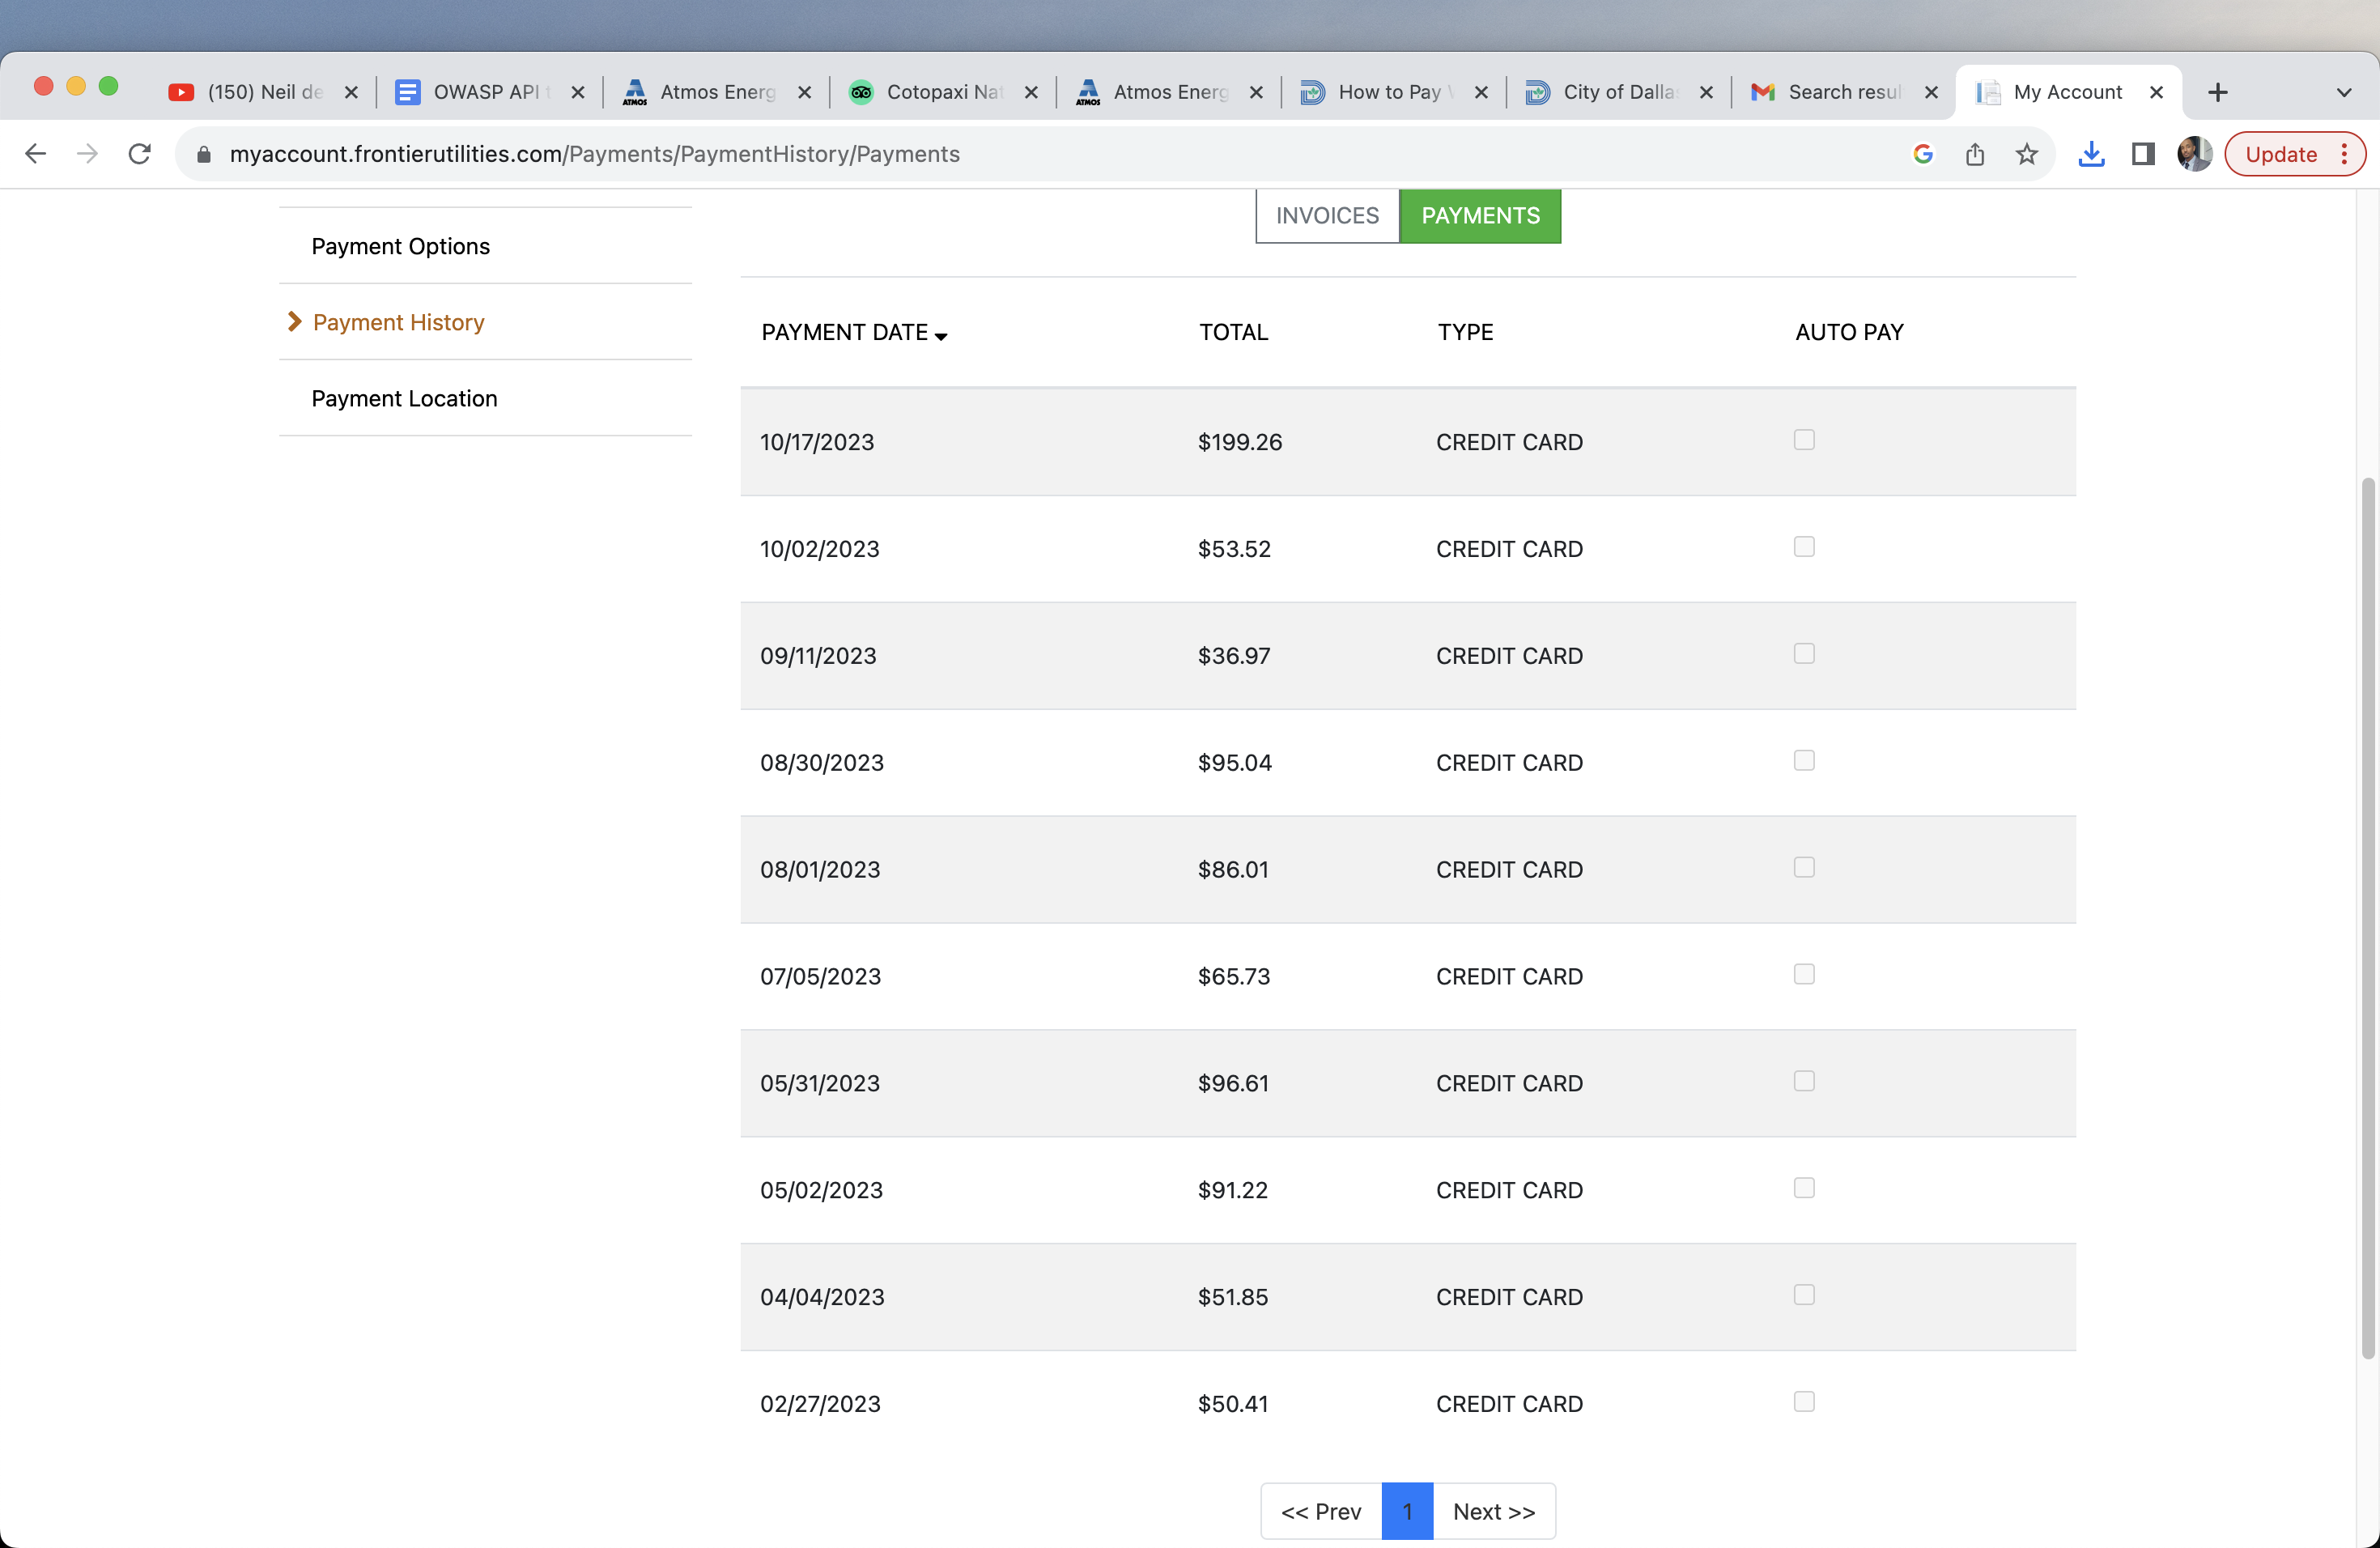 (150) Neil de
OWASP API t
ATMOS
Atmos Energ
Cotopaxi Nat
ATMOS
Atmos Energ
How to Pay
City of Dalla
Search resul
My Account
myaccount.frontierutilities.com/Payments/PaymentHistory/Payments
Update
INVOICES PAYMENTS
Payment Options
Payment History
Payment Location
PAYMENT DATE TOTAL TYPE AUTO PAY
10/17/2023 $199.26 CREDIT CARD
10/02/2023 $53.52 CREDIT CARD
09/11/2023 $36.97 CREDIT CARD
08/30/2023 $95.04 CREDIT CARD
08/01/2023 $86.01 CREDIT CARD
07/05/2023 $65.73 CREDIT CARD
05/31/2023 $96.61 CREDIT CARD
05/02/2023 $91.22 CREDIT CARD
04/04/2023 $51.85 CREDIT CARD
02/27/2023 $50.41 CREDIT CARD
<< Prev 1 Next >>